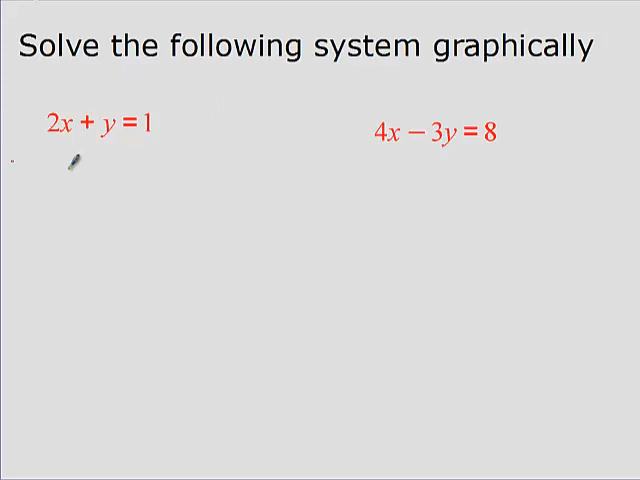 Solve the following system graphically
2x + y = 1
4x − 3y = 8